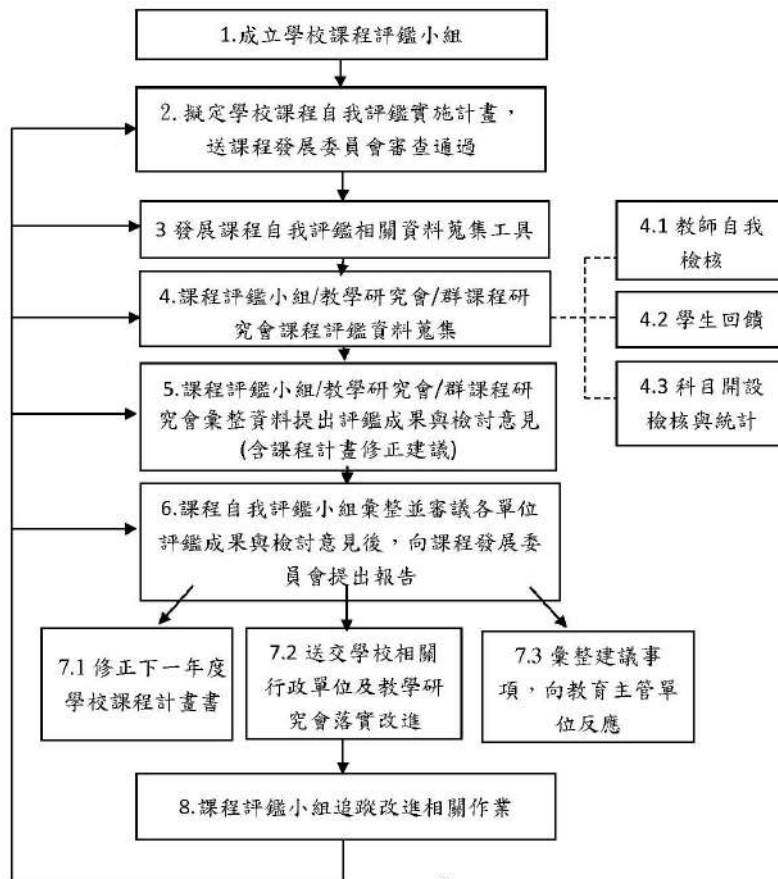 1.成立學校課程評鑑小組
2. 擬定學校課程自我評鑑實施計畫，
送課程發展委員會審查通過
3 發展課程自我評鑑相關資料蒐集工具
4.課程評鑑小組/教學研究會/群課程研
究會課程評鑑資料蒐集
4.1 教師自我
檢核
4.2 學生回饋
4.3 科目開設
檢核與統計
5.課程評鑑小組/教學研究會/群課程研
究會彙整資料提出評鑑成果與檢討意見
(含課程計畫修正建議)
6.課程自我評鑑小組彙整並審議各單位
評鑑成果與檢討意見後，向課程發展委
員會提出報告
7.1 修正下一年度
學校課程計畫書
7.2 送交學校相關
行政單位及教學研
究會落實改進
7.3 彙整建議事
項，向教育主管單
位反應
8.課程評鑑小組追蹤改進相關作業